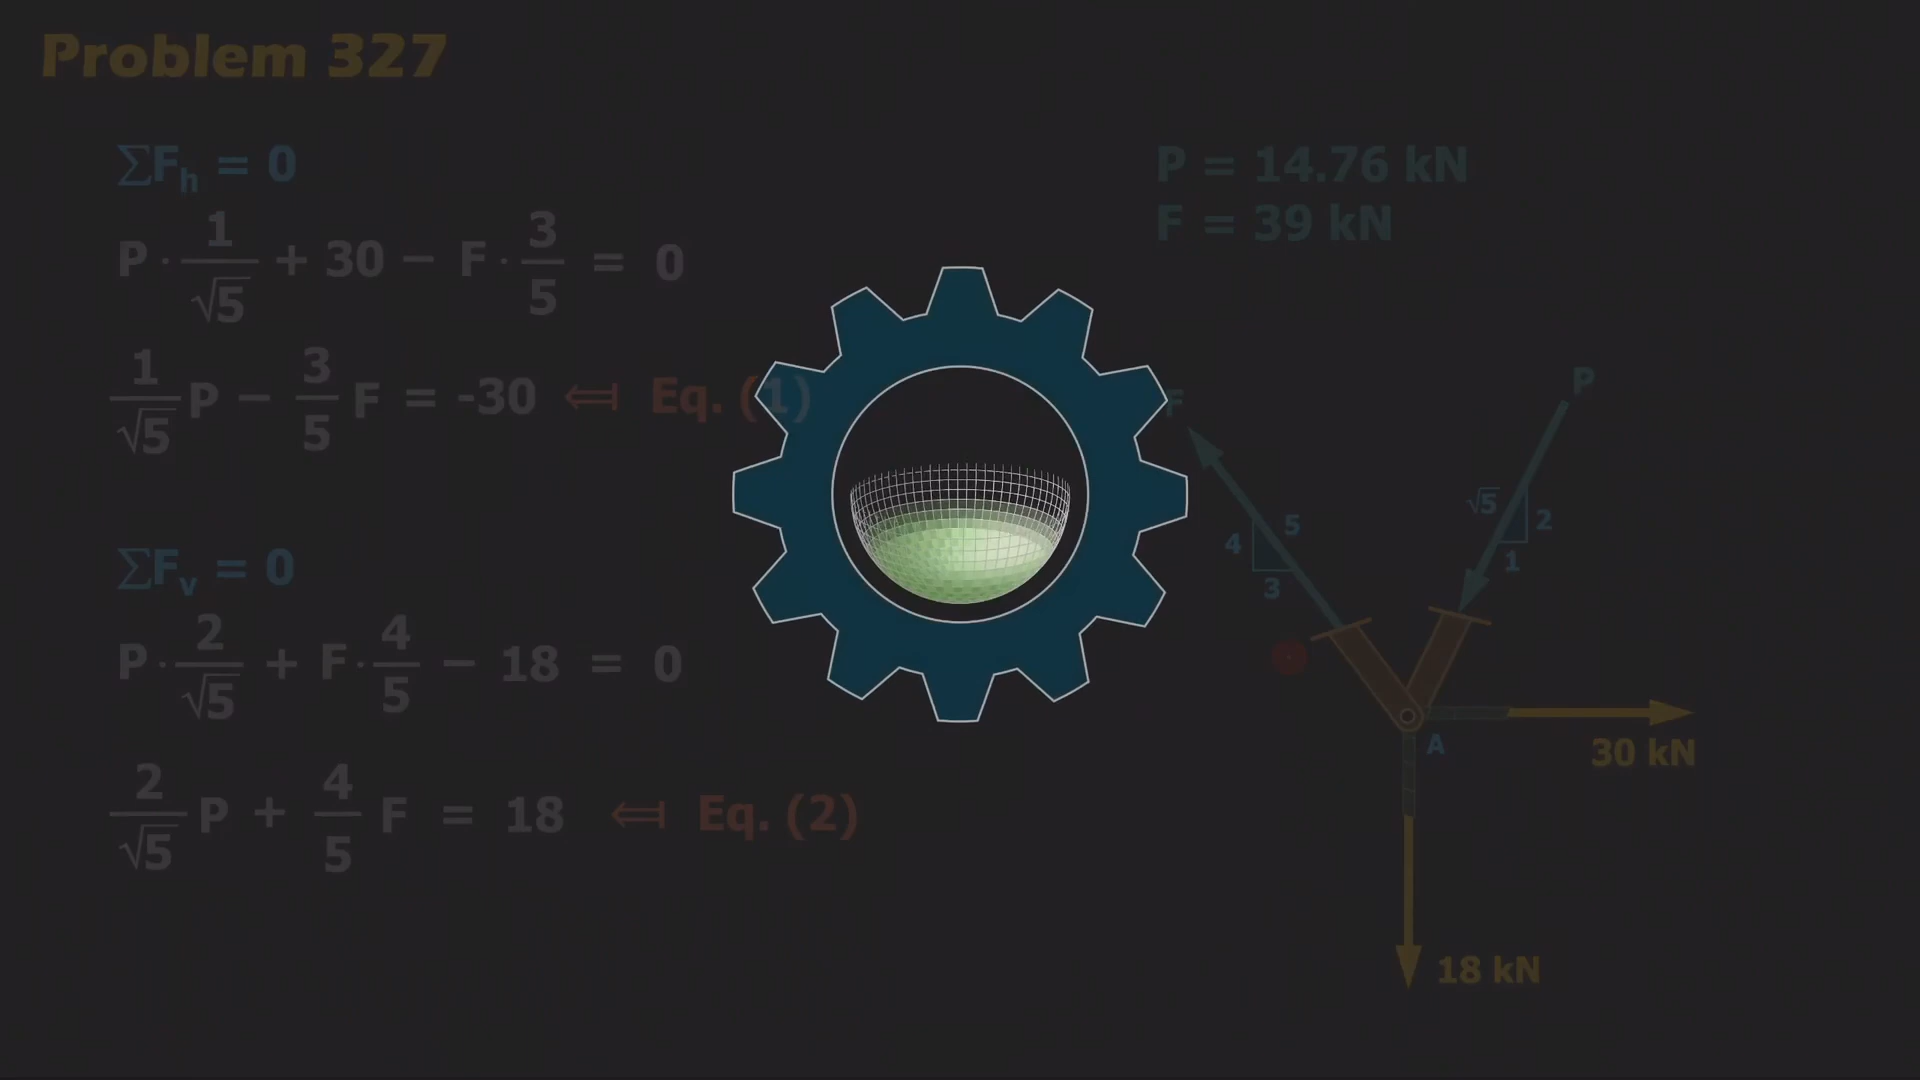 Problem 327
ΣFh = 0
P · 1/√5 + 30 − F · 3/5 = 0
1/√5 P − 3/5 F = -30 ⟸ Eq. (1)
ΣFv = 0
P · 2/√5 + F · 4/5 − 18 = 0
2/√5 P + 4/5 F = 18 ⟸ Eq. (2)
P = 14.76 kN
F = 39 kN
F
P
4
5
3
√5
2
1
A
30 kN
18 kN